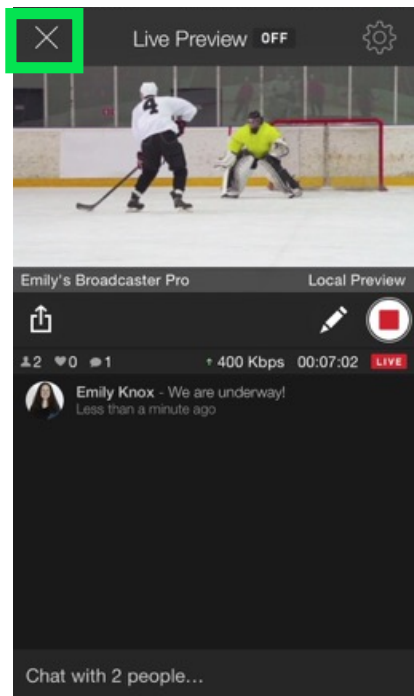 Live Preview OFF
4
Emily's Broadcaster Pro Local Preview
2 0 1 400 Kbps 00:07:02 LIVE
Emily Knox - We are underway!
Less than a minute ago
Chat with 2 people...